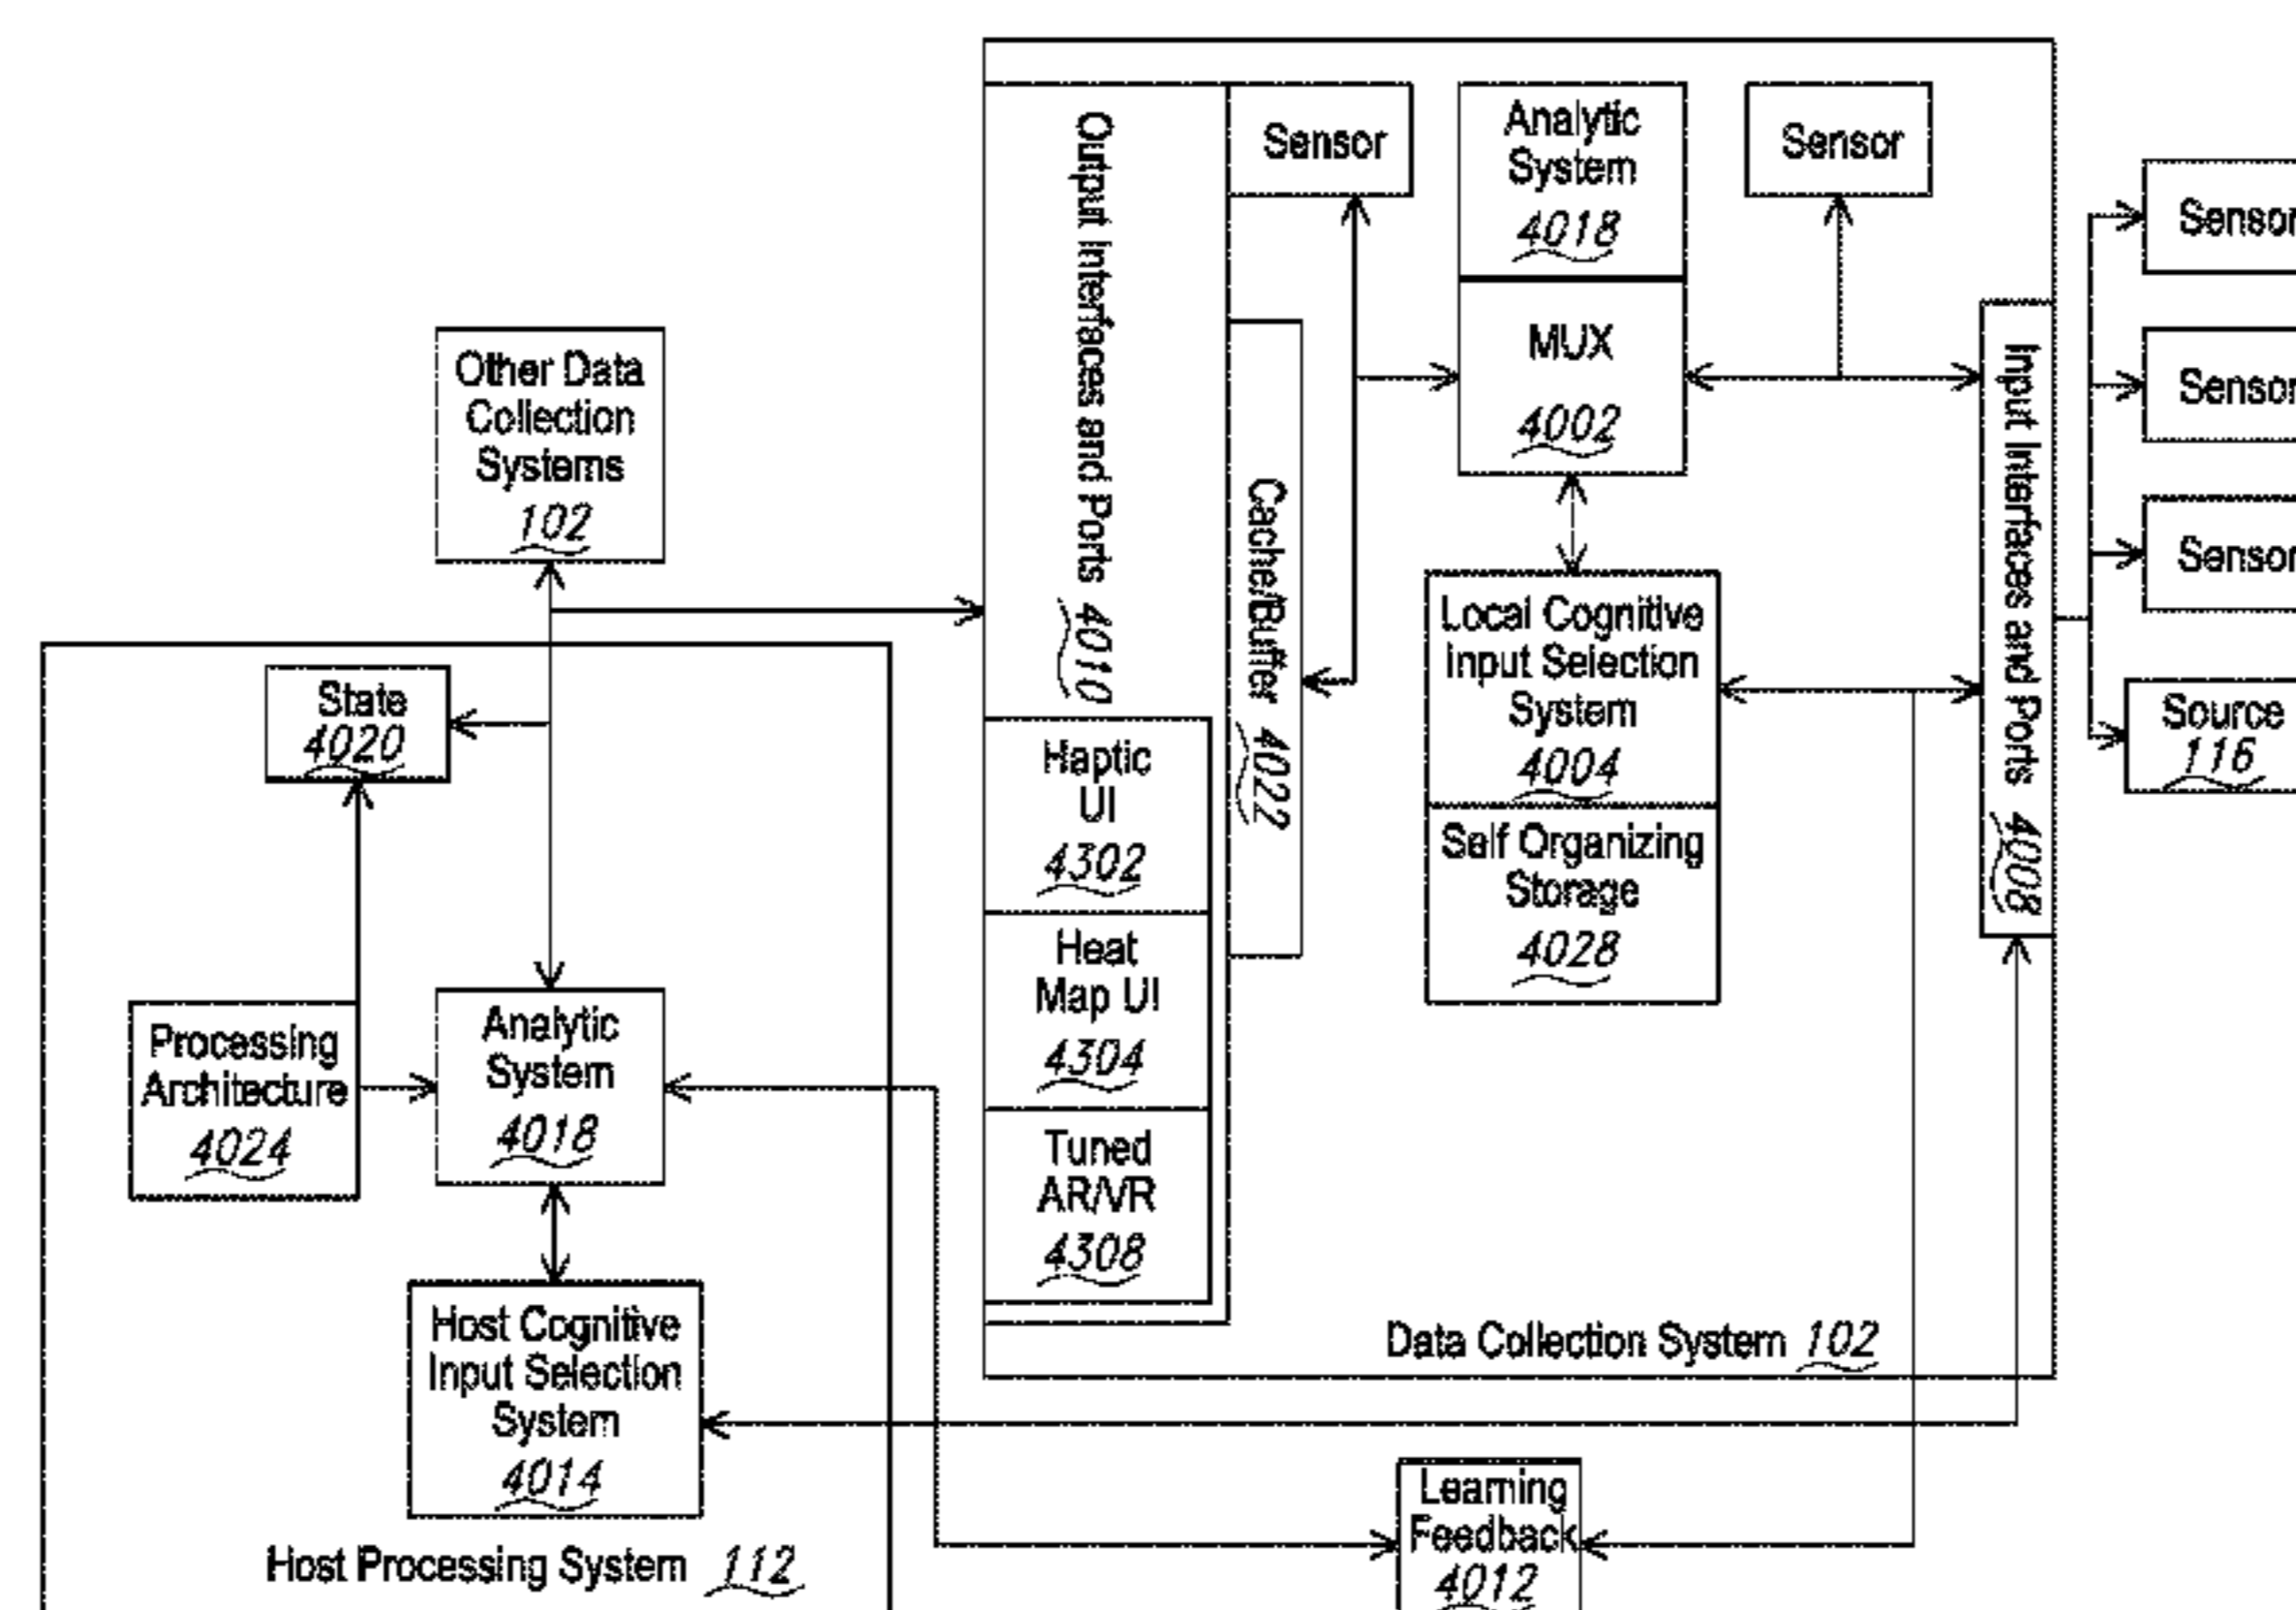 Output Interfaces and Ports 4010
Sensor
Analytic
System
4018
Sensor
MUX
4002
Cache/Buffer 4022
Input Interfaces and Ports 4008
Sensor
Sensor
Sensor
Source
116
Other Data
Collection
Systems
102
Local Cognitive
Input Selection
System
4004
Self Organizing
Storage
4028
Haptic
UI
4302
Heat
Map UI
4304
Tuned
AR/VR
4308
Data Collection System 102
State
4020
Processing
Architecture
4024
Analytic
System
4018
Host Cognitive
Input Selection
System
4014
Host Processing System 112
Learning
Feedback
4012